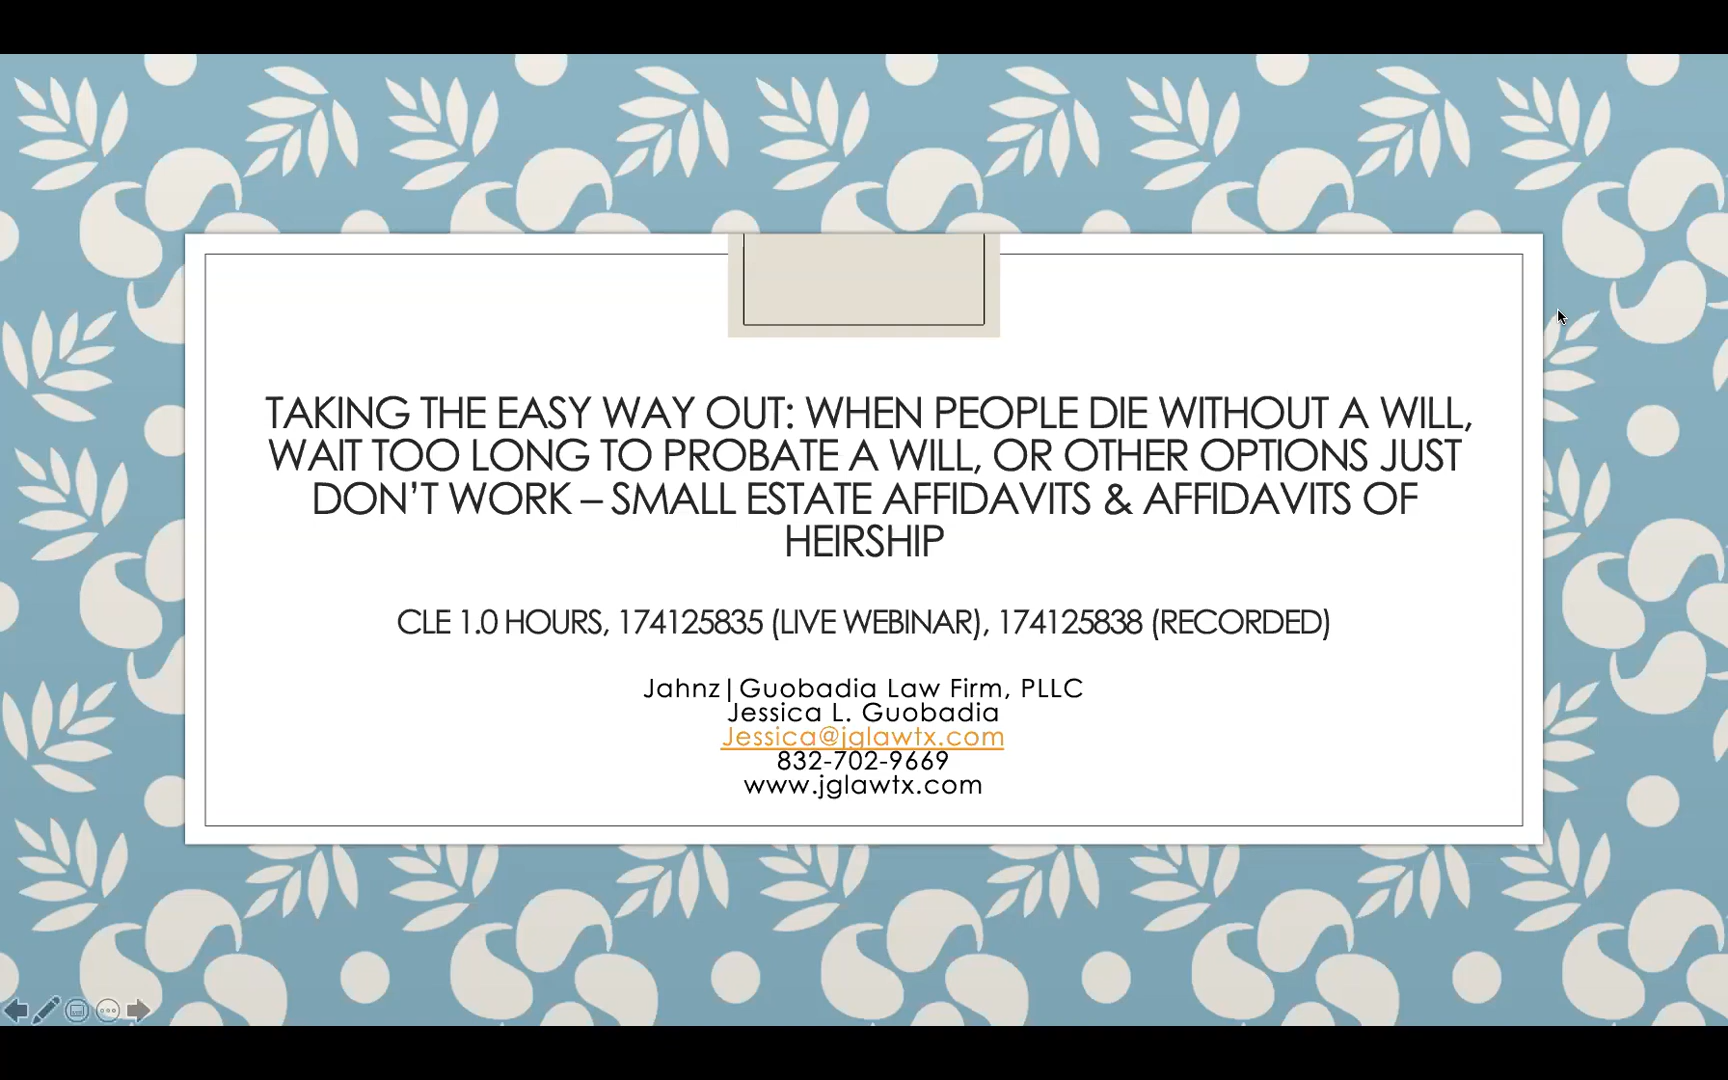 TAKING THE EASY WAY OUT: WHEN PEOPLE DIE WITHOUT A WILL,
WAIT TOO LONG TO PROBATE A WILL, OR OTHER OPTIONS JUST
DON’T WORK – SMALL ESTATE AFFIDAVITS & AFFIDAVITS OF
HEIRSHIP
CLE 1.0 HOURS, 174125835 (LIVE WEBINAR), 174125838 (RECORDED)
Jahnz|Guobadia Law Firm, PLLC
Jessica L. Guobadia
Jessica@jglawtx.com
832-702-9669
www.jglawtx.com